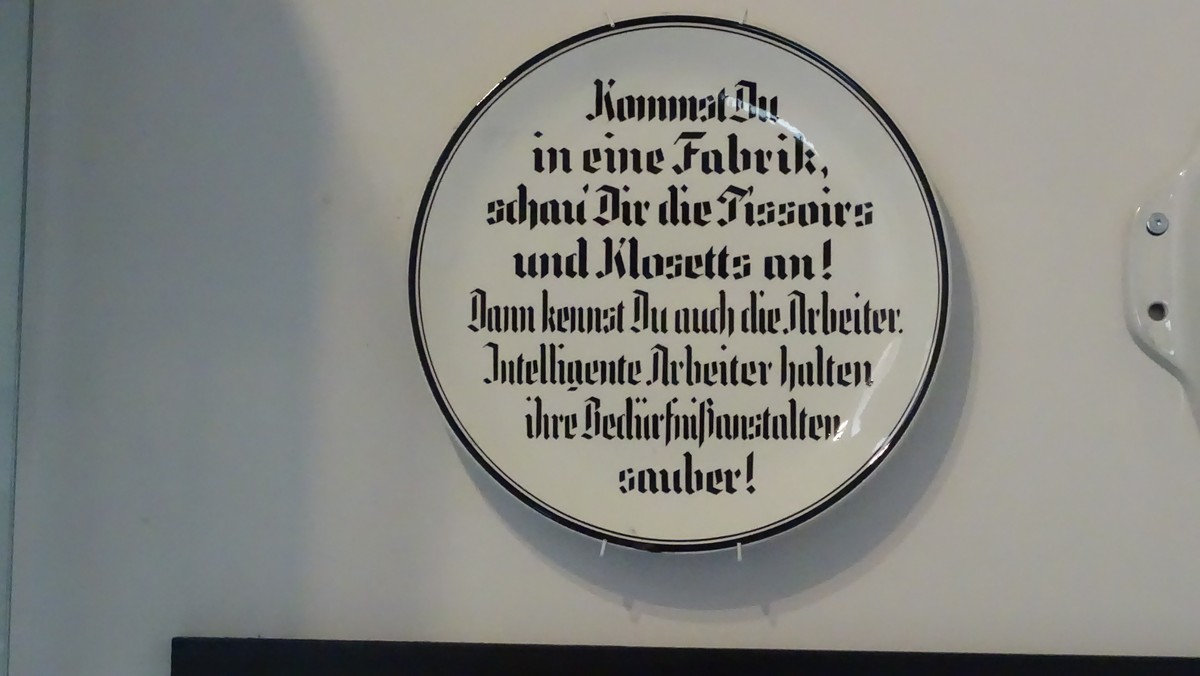 Kommst Du
in eine Fabrik,
schau' Dir die Pissoirs
und Klosetts an!
Dann kennst Du auch die Arbeiter.
Intelligente Arbeiter halten
ihre Bedürfnißanstalten
sauber!